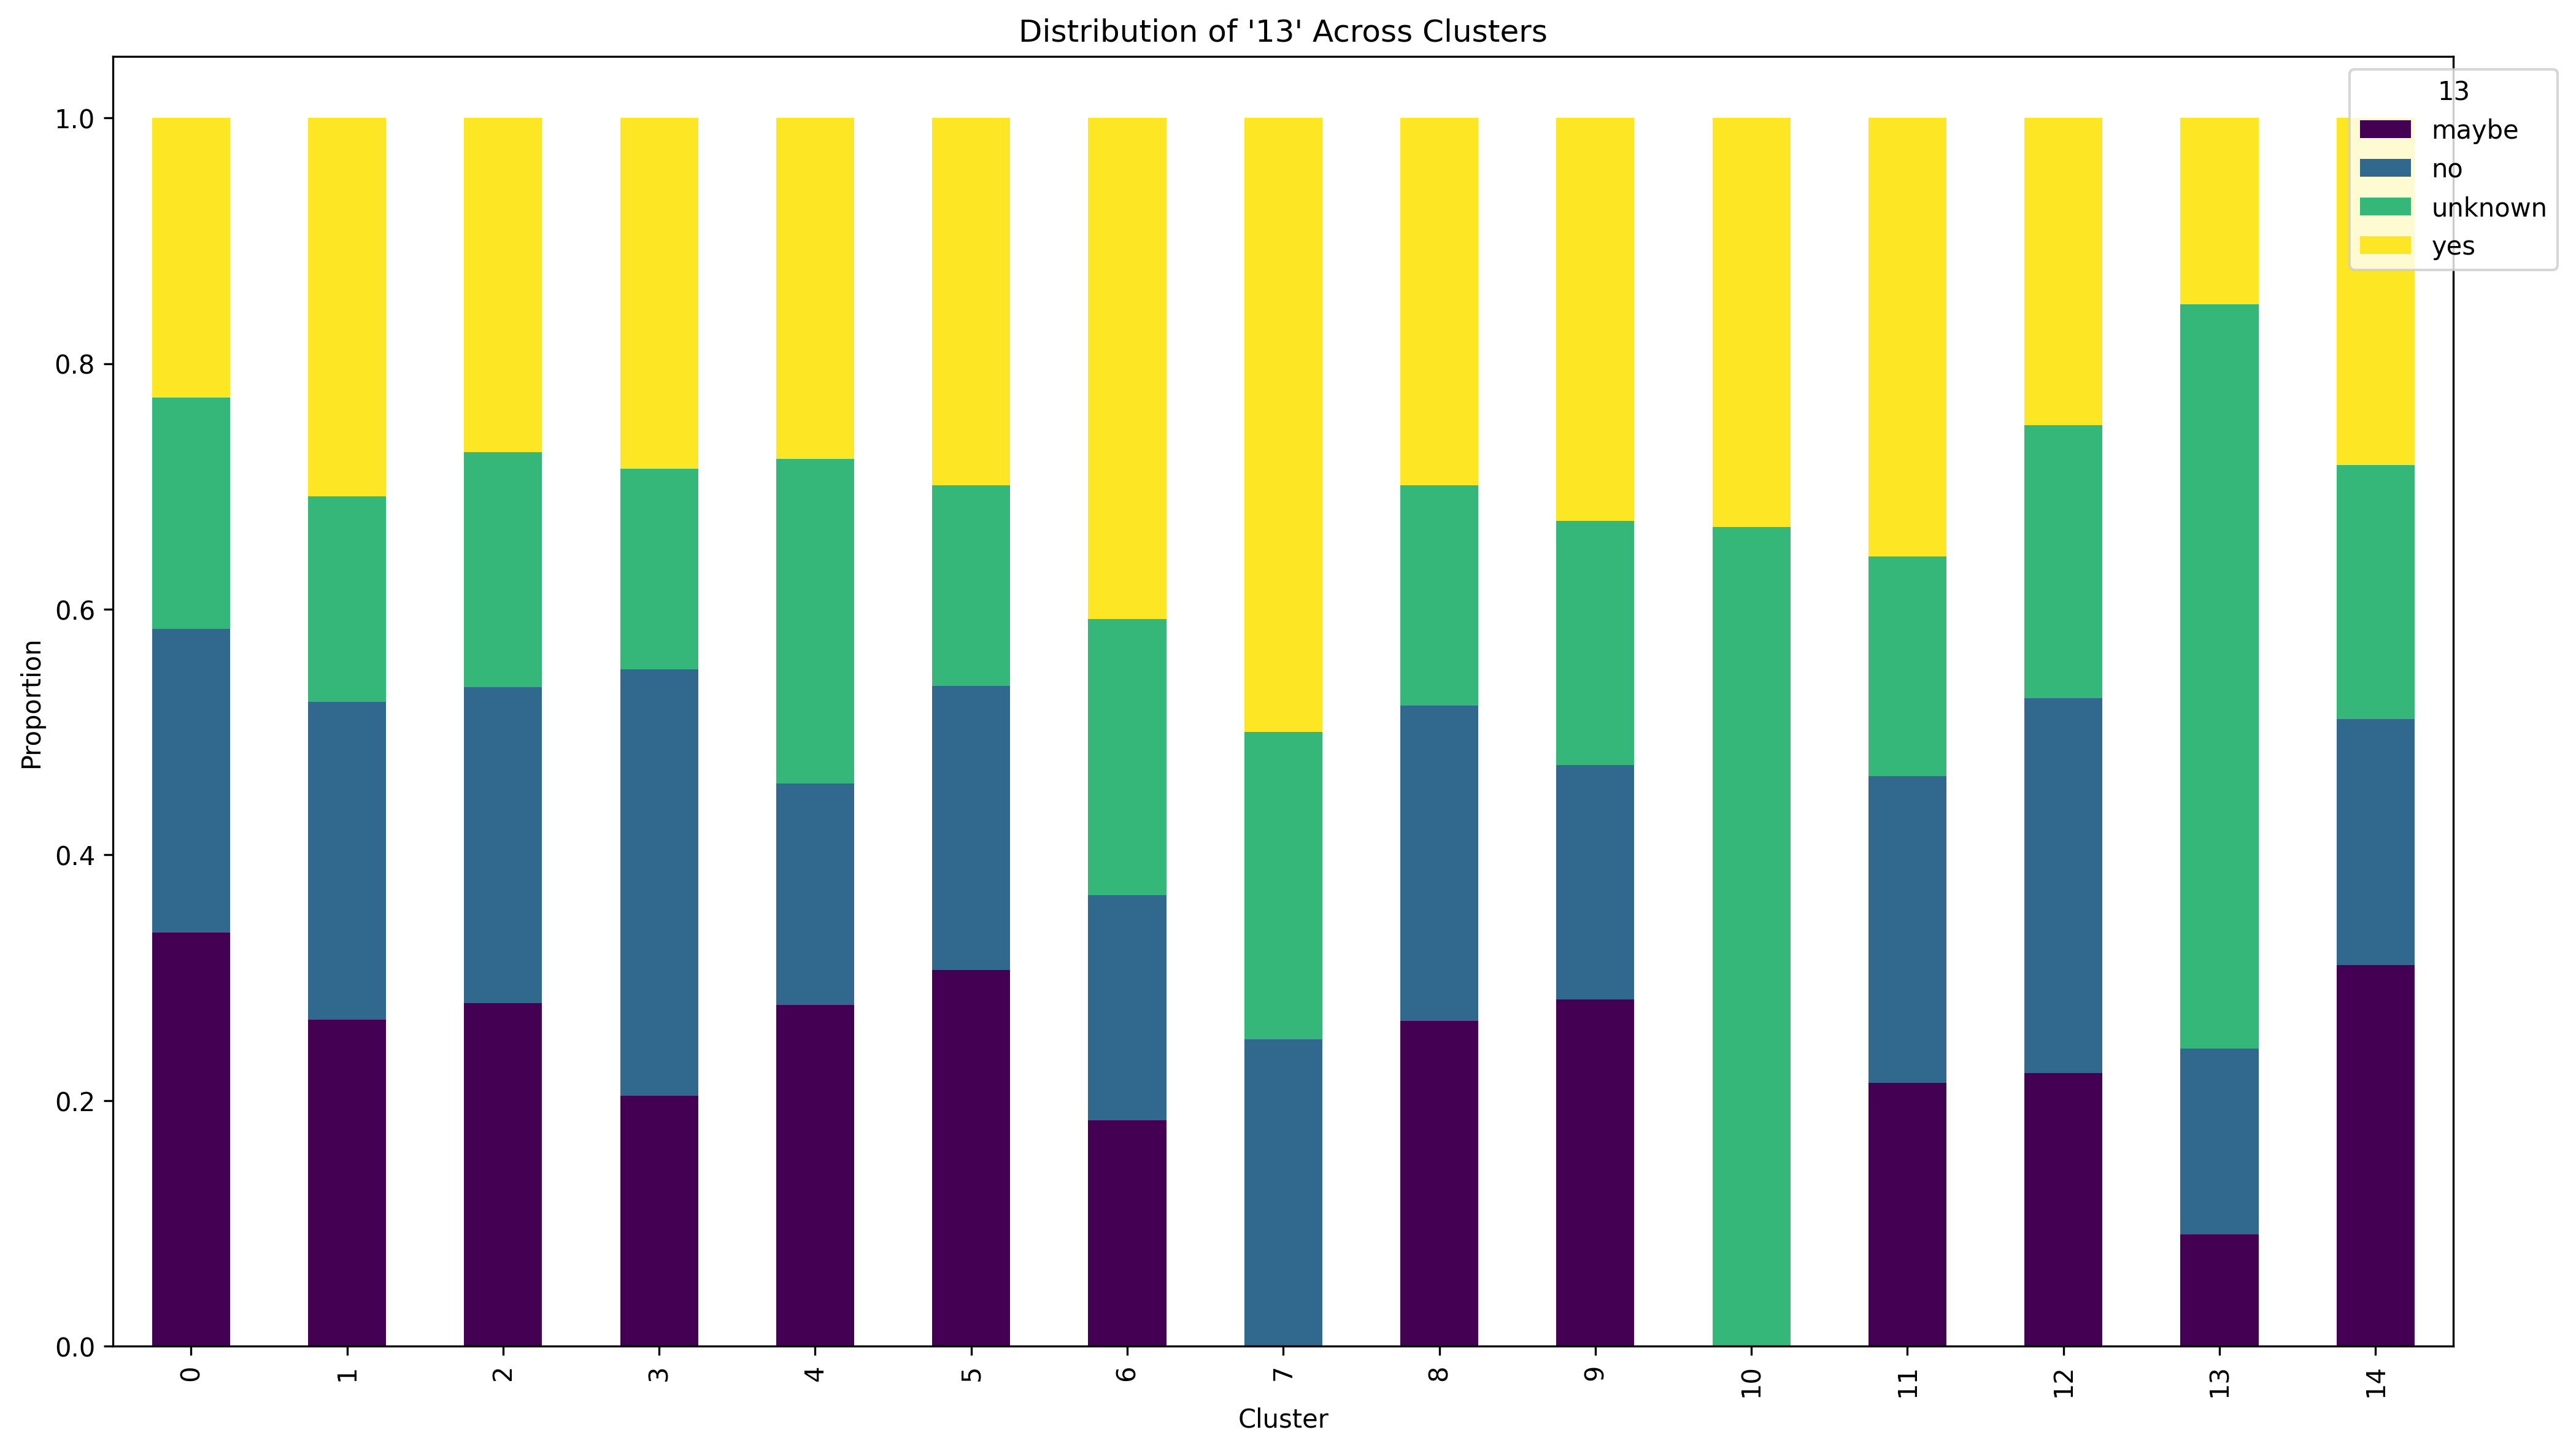 Distribution of '13' Across Clusters
13
maybe
no
unknown
yes
1.0
0.8
0.6
0.4
0.2
0.0
Proportion
0 1 2 3 4 5 6 7 8 9 10 11 12 13 14
Cluster